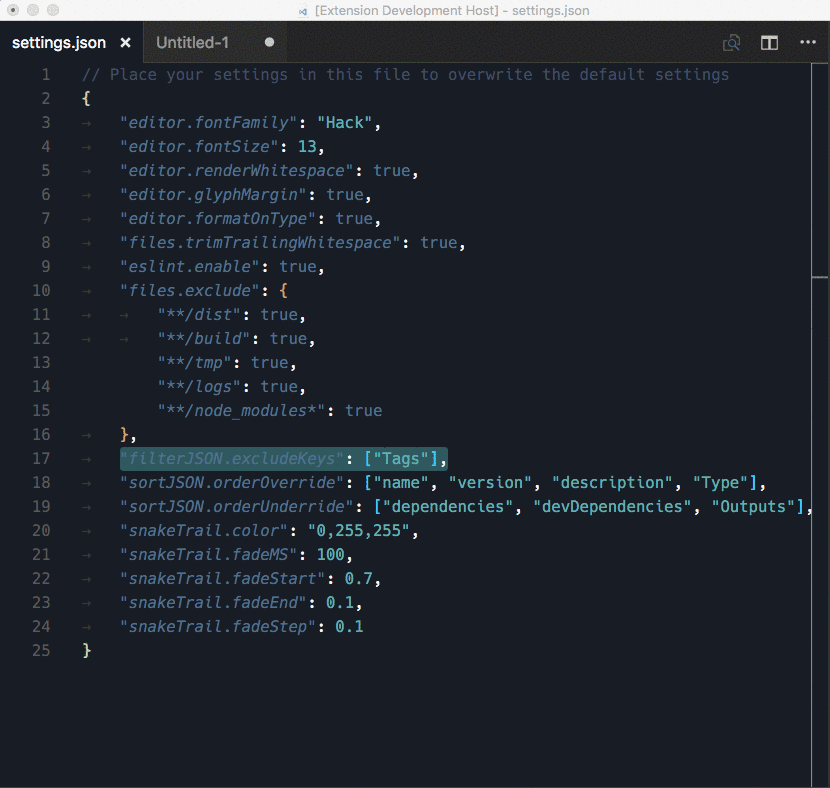 [Extension Development Host] - settings.json
settings.json × Untitled-1 ●
1 // Place your settings in this file to overwrite the default settings
2 {
3 → "editor.fontFamily": "Hack",
4 → "editor.fontSize": 13,
5 → "editor.renderWhitespace": true,
6 → "editor.glyphMargin": true,
7 → "editor.formatOnType": true,
8 → "files.trimTrailingWhitespace": true,
9 → "eslint.enable": true,
10 → "files.exclude": {
11 → → "**/dist": true,
12 → → "**/build": true,
13 "**/tmp": true,
14 "**/logs": true,
15 "**/node_modules*": true
16 → },
17 → "filterJSON.excludeKeys": ["Tags"],
18 → "sortJSON.orderOverride": ["name", "version", "description", "Type"],
19 → "sortJSON.orderUnderride": ["dependencies", "devDependencies", "Outputs"],
20 → "snakeTrail.color": "0,255,255",
21 → "snakeTrail.fadeMS": 100,
22 → "snakeTrail.fadeStart": 0.7,
23 → "snakeTrail.fadeEnd": 0.1,
24 → "snakeTrail.fadeStep": 0.1
25 }